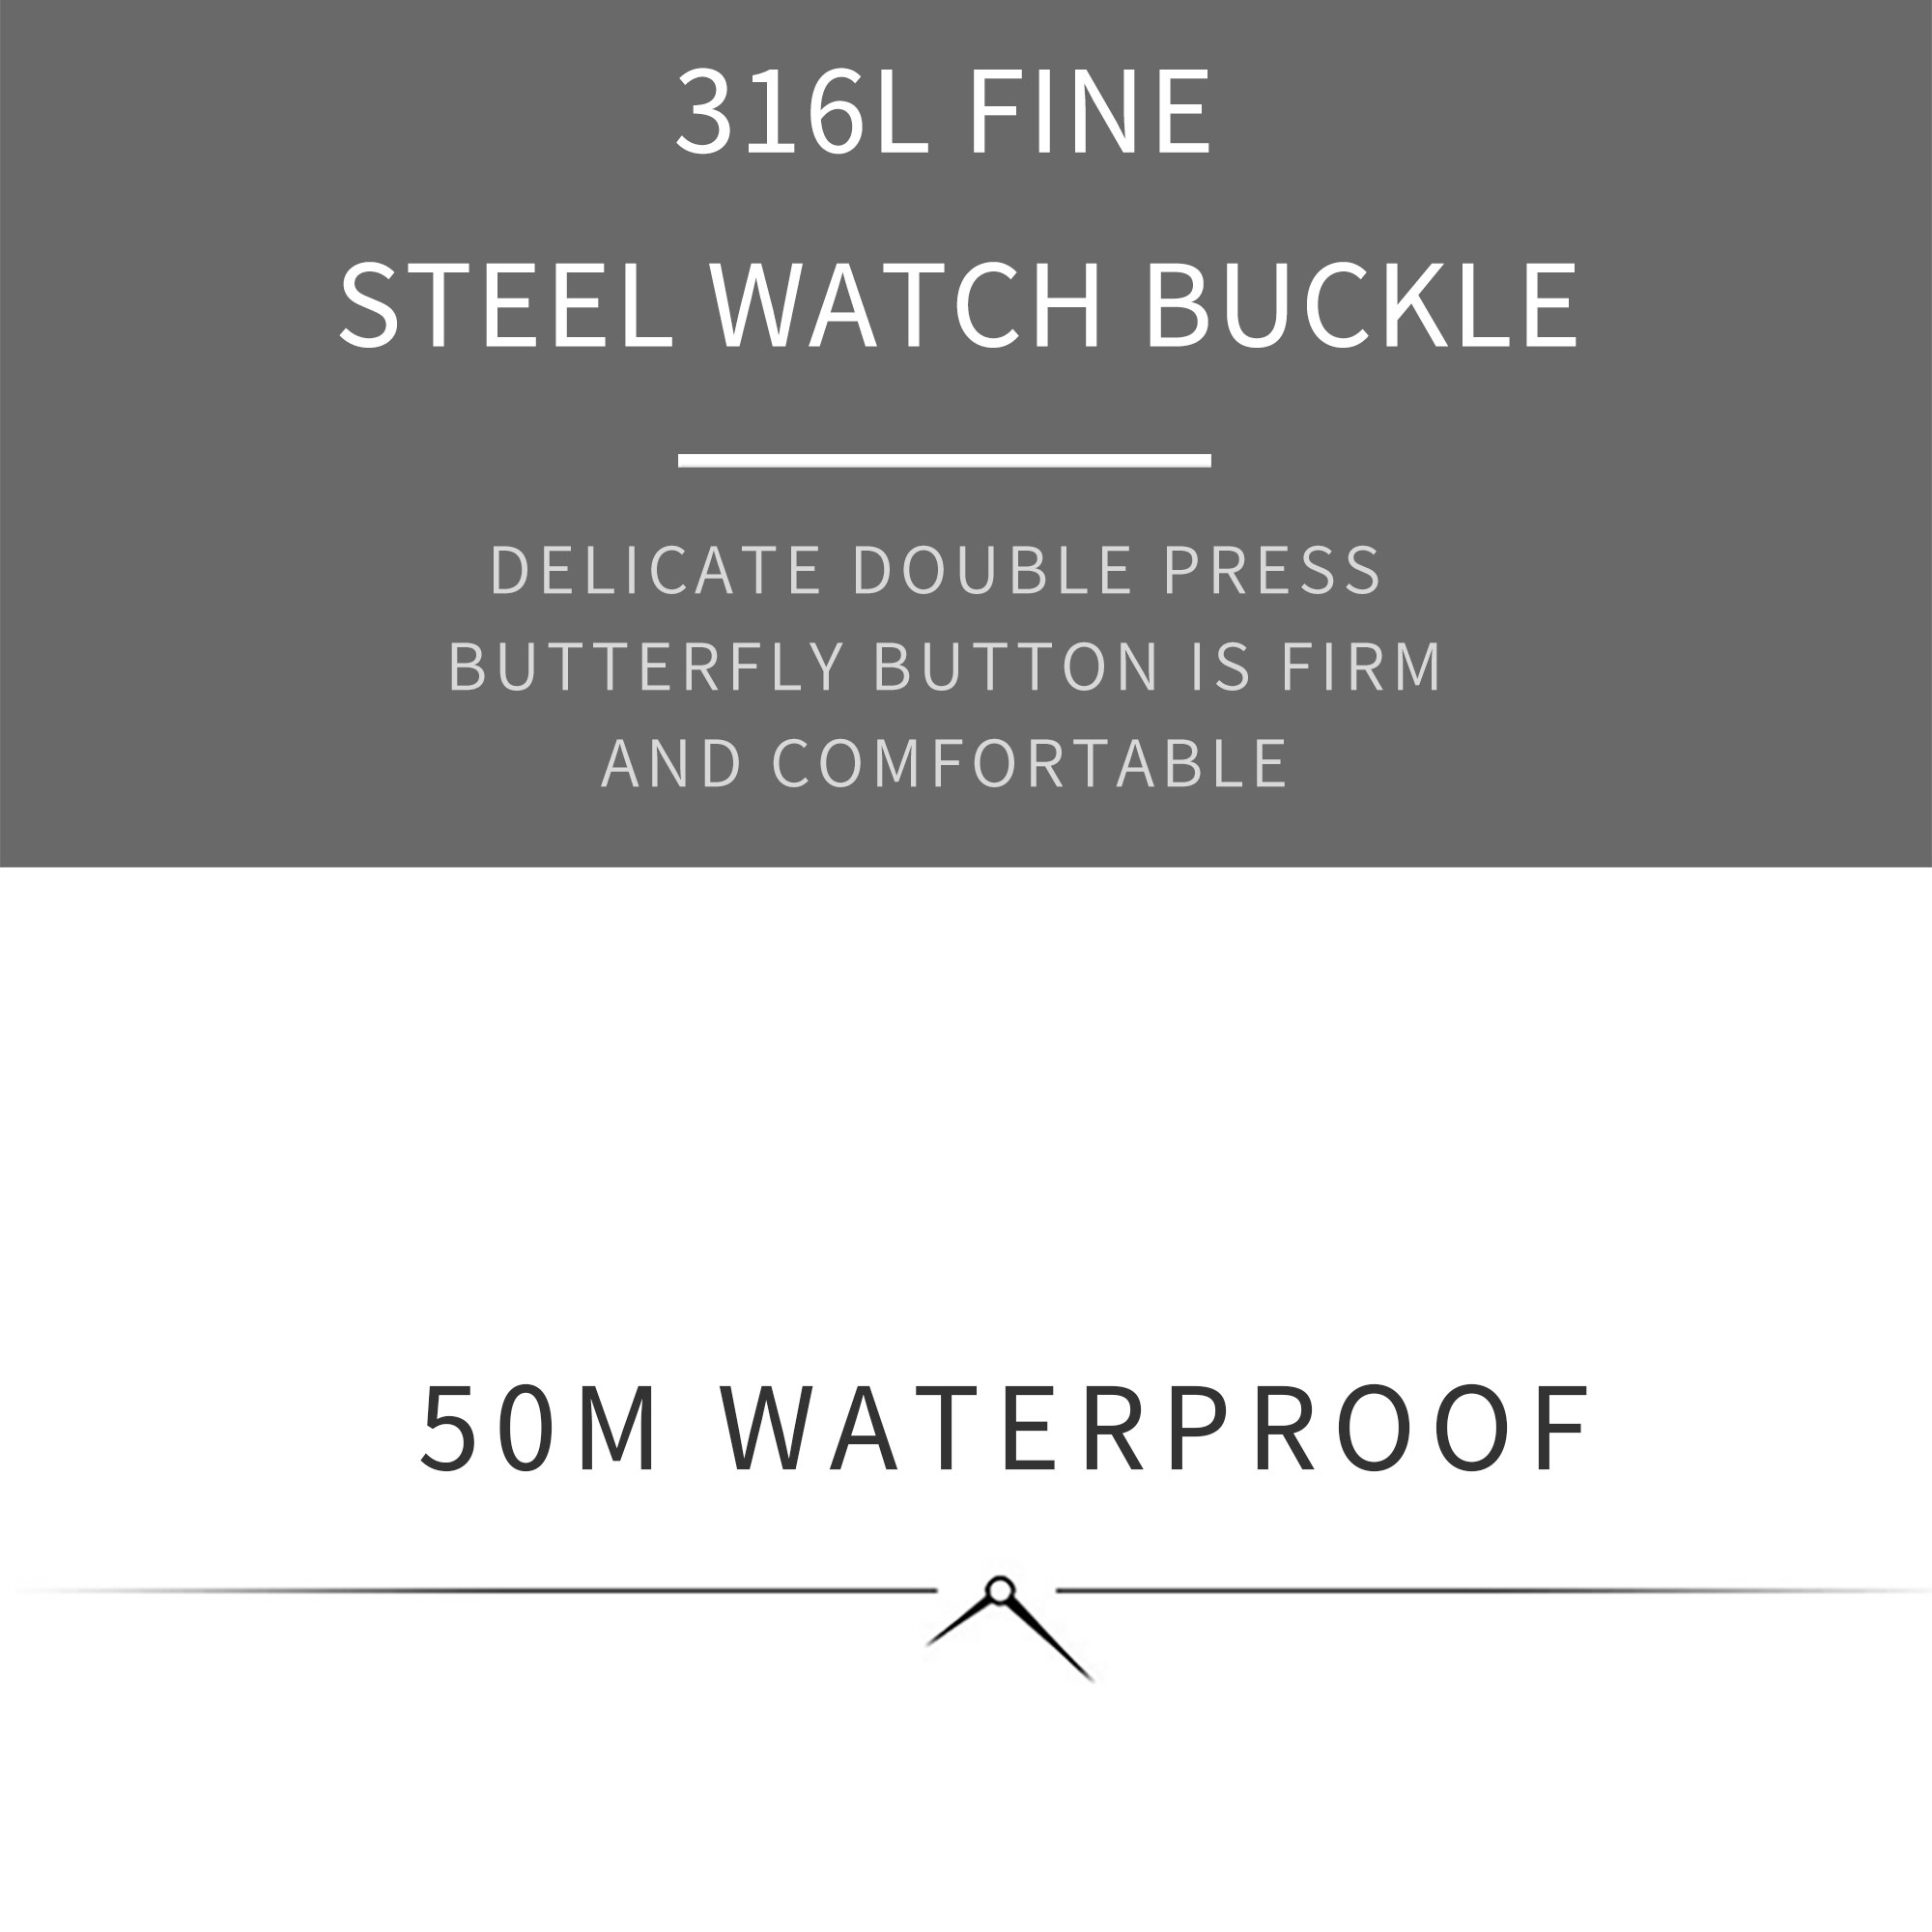 316L FINE
STEEL WATCH BUCKLE
DELICATE DOUBLE PRESS
BUTTERFLY BUTTON IS FIRM
AND COMFORTABLE
50M WATERPROOF